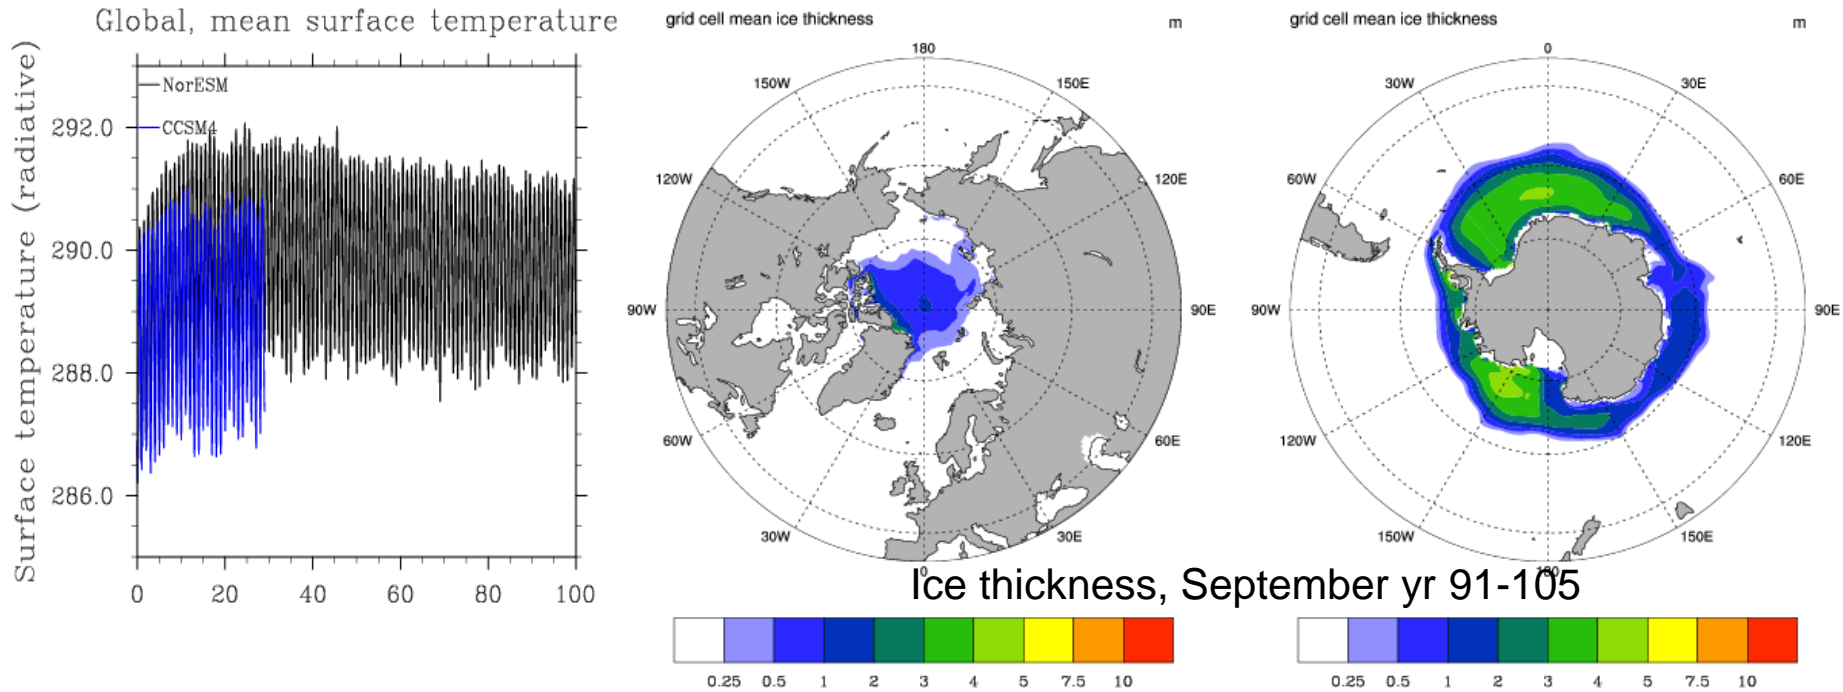 Global, mean surface temperature
Surface temperature (radiative)
NorESM
CCSM4
292.0
290.0
288.0
286.0
0 20 40 60 80 100
grid cell mean ice thickness m
180
150W 150E
120W 120E
90W 90E
60W 60E
30W 30E
0
0.25 0.5 1 2 3 4 5 7.5 10
grid cell mean ice thickness m
0
30W 30E
60W 60E
90W 90E
120W 120E
150W 150E
180
Ice thickness, September yr 91-105
0.25 0.5 1 2 3 4 5 7.5 10